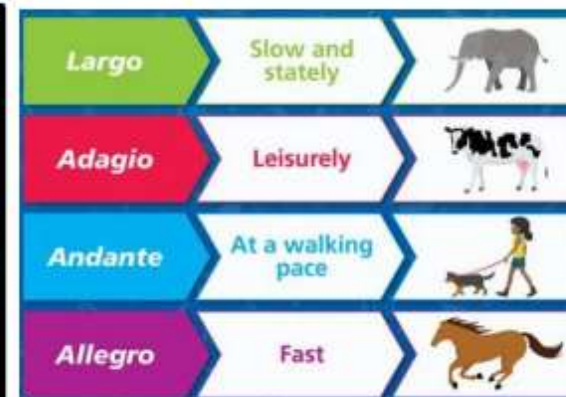 Largo
Slow and
stately
Adagio
Leisurely
Andante
At a walking
pace
Allegro
Fast